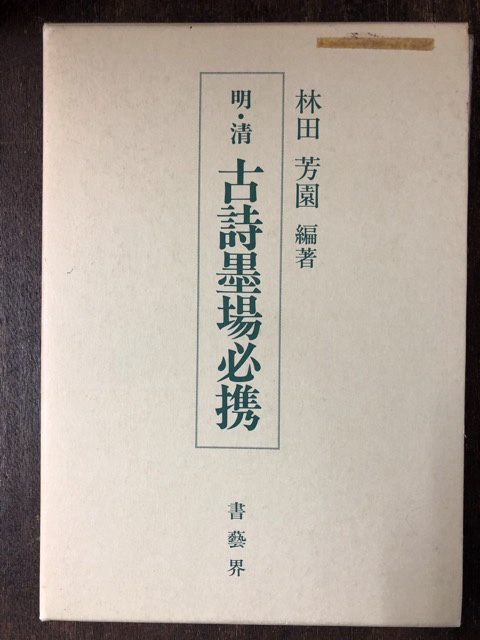 林田 芳園 編著
明・清 古詩墨場必携
書藝界